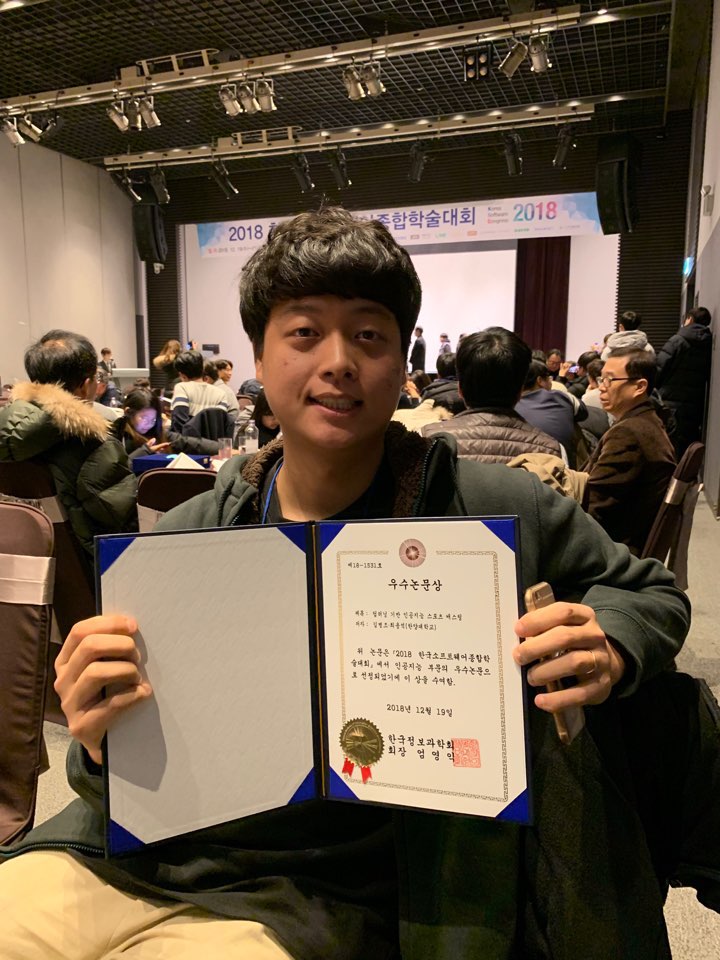 2018 한 종합학술대회
Korea
Software
Congress
2018
제18-1531호
우수논문상
제목 : 딥러닝 기반 인공지능 스포츠 베스팅
저자 : 김병조·최용석(한양대학교)
위 논문은「2018 한국소프트웨어종합학
술대회」에서 인공지능 부문의 우수논문으
로 선정되었기에 이 상을 수여함.
2018년 12월 19일
한국정보과학회
회장 엄영익